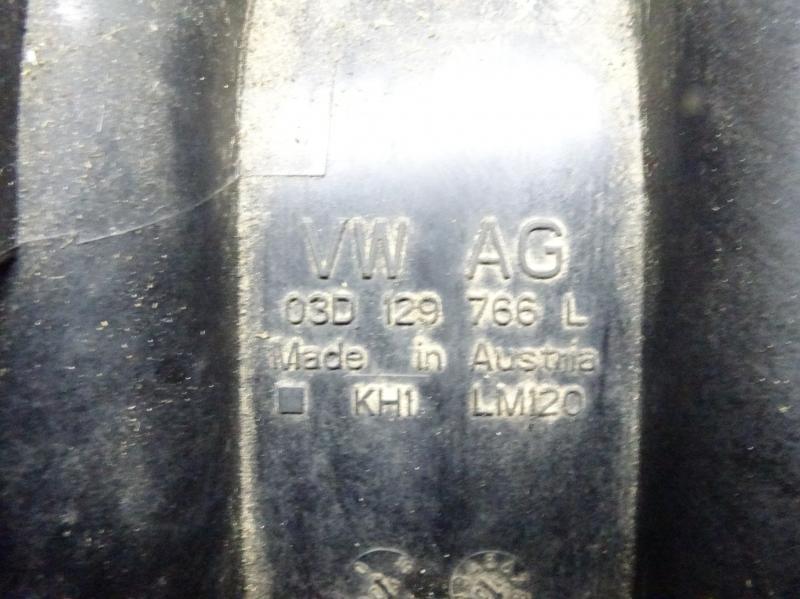 VW AG
03D 129 766 L
Made in Austria
KH1 LM120